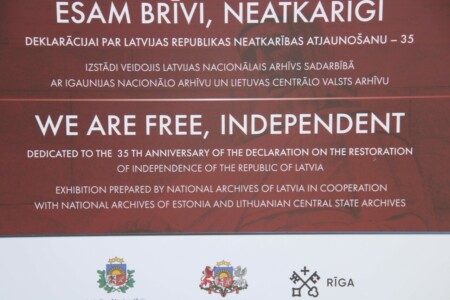 ESAM BRĪVI, NEATKARĪGI
DEKLARĀCIJAI PAR LATVIJAS REPUBLIKAS NEATKARĪBAS ATJAUNOŠANU – 35
IZSTĀDI VEIDOJIS LATVIJAS NACIONĀLAIS ARHĪVS SADARBĪBĀ
AR IGAUNIJAS NACIONĀLO ARHĪVU UN LIETUVAS CENTRĀLO VALSTS ARHĪVU
WE ARE FREE, INDEPENDENT
DEDICATED TO THE 35 TH ANNIVERSARY OF THE DECLARATION ON THE RESTORATION
OF INDEPENDENCE OF THE REPUBLIC OF LATVIA
EXHIBITION PREPARED BY NATIONAL ARCHIVES OF LATVIA IN COOPERATION
WITH NATIONAL ARCHIVES OF ESTONIA AND LITHUANIAN CENTRAL STATE ARCHIVES
RĪGA